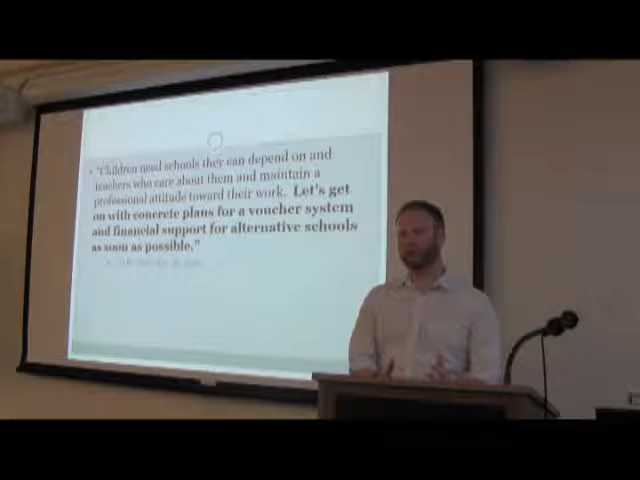 "Children need schools they can depend on and
teachers who care about them and maintain a
professional attitude toward their work. Let's get
on with concrete plans for a voucher system
and financial support for alternative schools
as soon as possible."